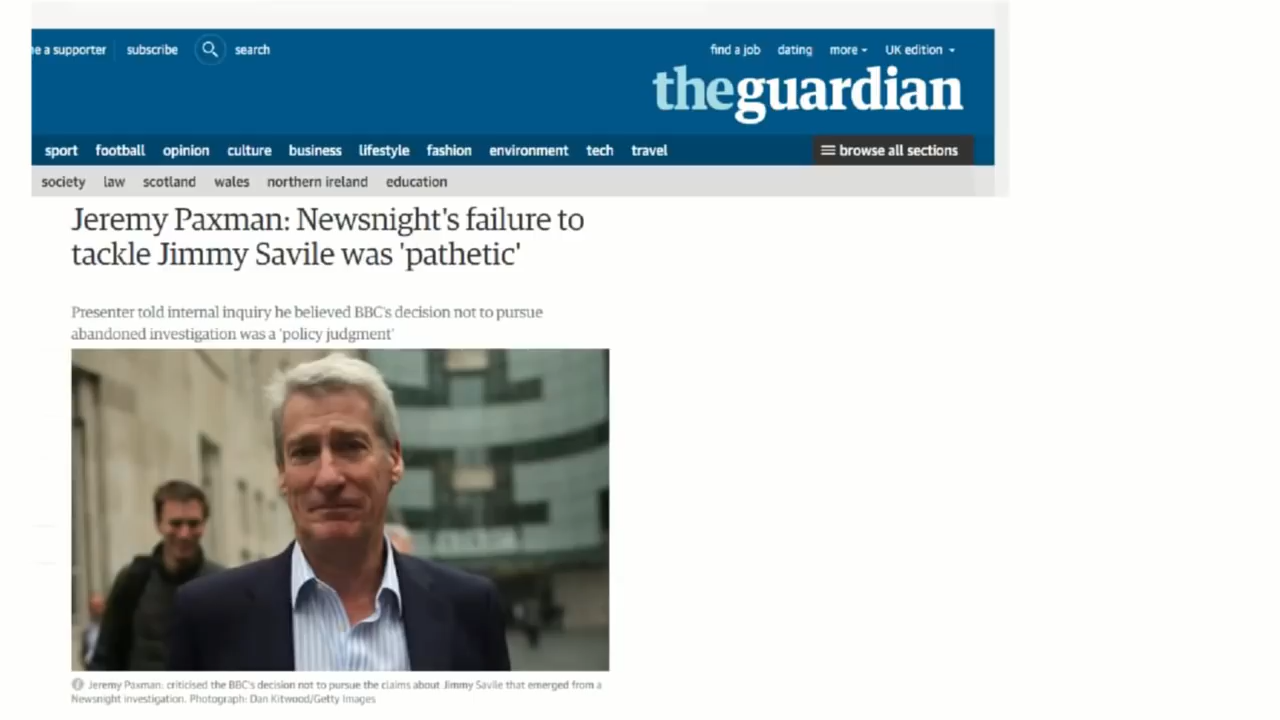 e a supporter subscribe search find a job dating more UK edition
theguardian
sport football opinion culture business lifestyle fashion environment tech travel browse all sections
society law scotland wales northern ireland education
Jeremy Paxman: Newsnight's failure to
tackle Jimmy Savile was 'pathetic'
Presenter told internal inquiry he believed BBC's decision not to pursue
abandoned investigation was a 'policy judgment'
Jeremy Paxman: criticised the BBC's decision not to pursue the claims about Jimmy Savile that emerged from a
Newsnight investigation. Photograph: Dan Kitwood/Getty Images